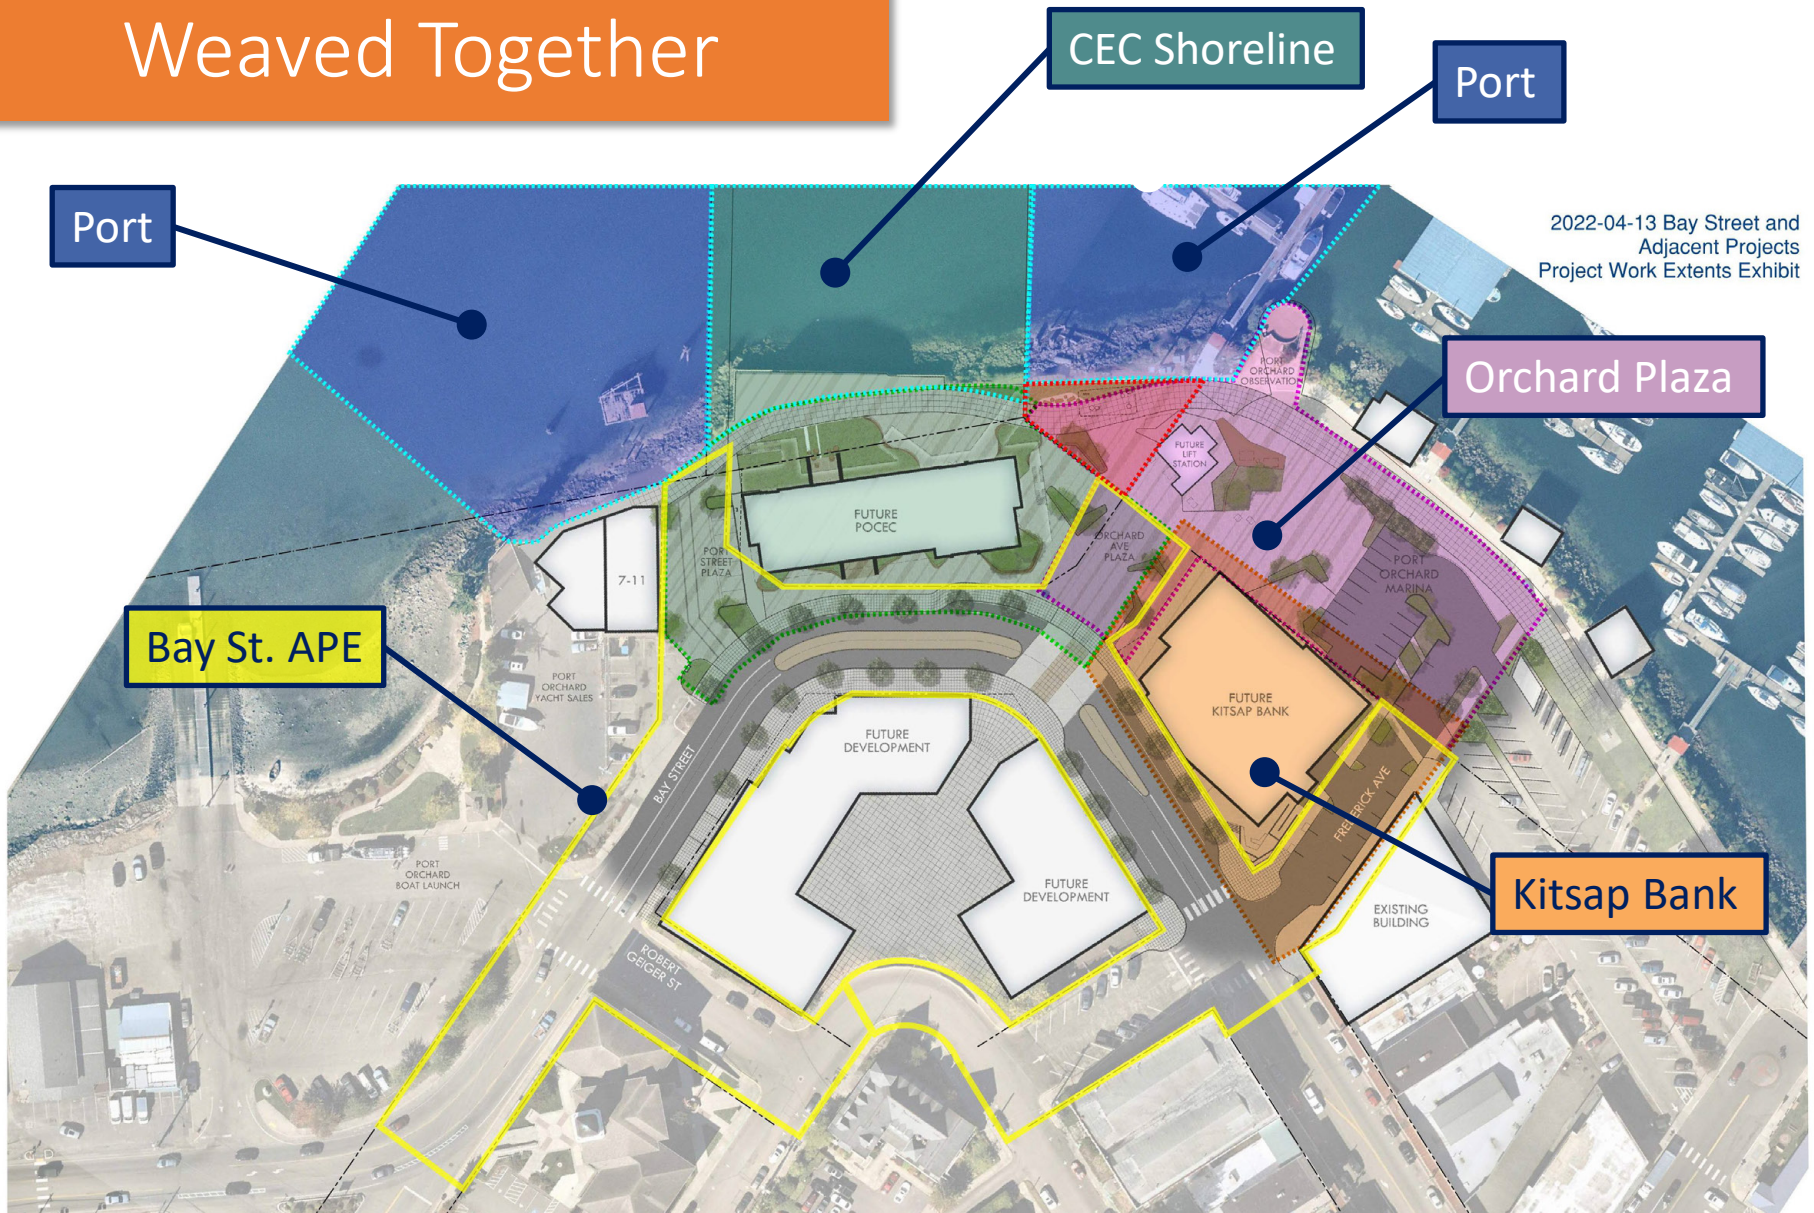 Weaved Together
CEC Shoreline
Port
Port
2022-04-13 Bay Street and
Adjacent Projects
Project Work Extents Exhibit
Orchard Plaza
PORT
ORCHARD
OBSERVATIO
FUTURE
LIFT
STATION
FUTURE
POCEC
ORCHARD
AVE
PLAZA
PORT
STREET
PLAZA
7-11
PORT
ORCHARD
MARINA
Bay St. APE
PORT
ORCHARD
YACHT SALES
FUTURE
KITSAP BANK
FUTURE
DEVELOPMENT
BAY STREET
FREDERICK AVE
PORT
ORCHARD
BOAT LAUNCH
FUTURE
DEVELOPMENT
Kitsap Bank
EXISTING
BUILDING
ROBERT
GEIGER ST